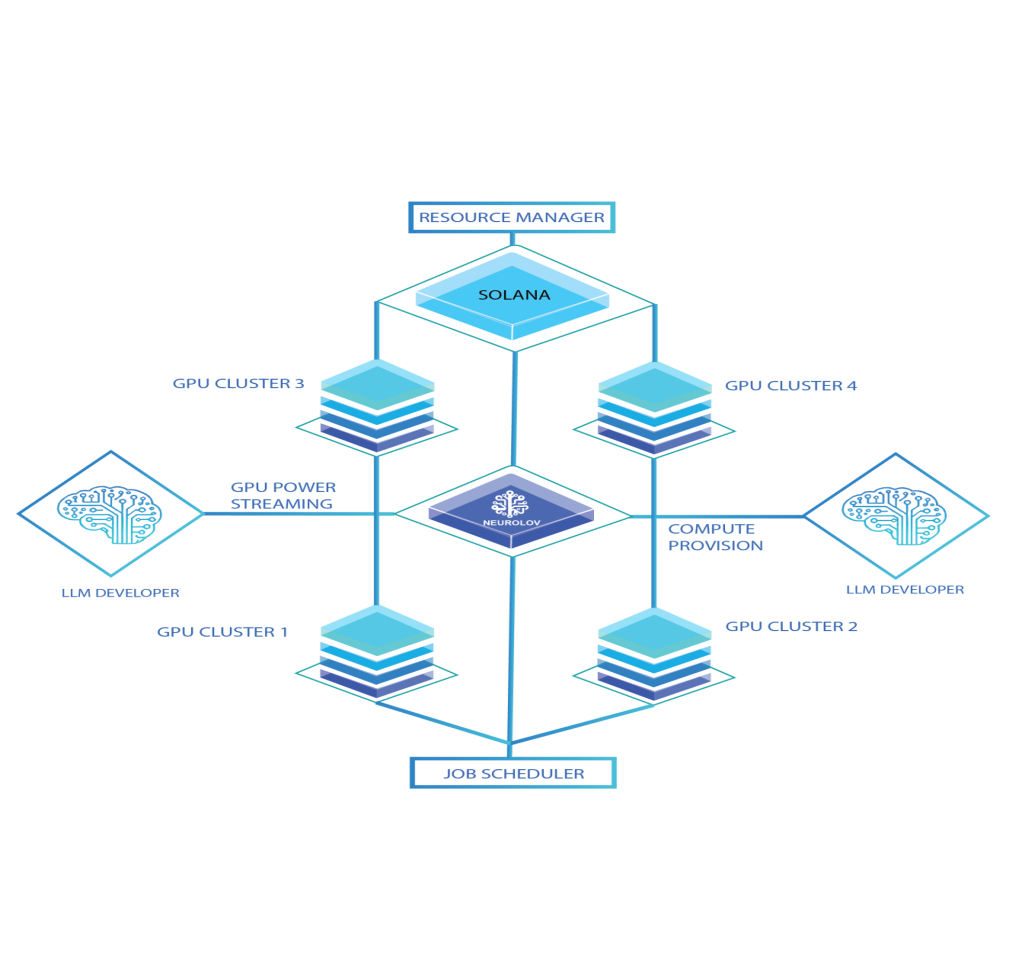 RESOURCE MANAGER
SOLANA
GPU CLUSTER 3
GPU CLUSTER 4
GPU POWER
STREAMING
NEUROLOV
COMPUTE
PROVISION
LLM DEVELOPER
LLM DEVELOPER
GPU CLUSTER 1
GPU CLUSTER 2
JOB SCHEDULER